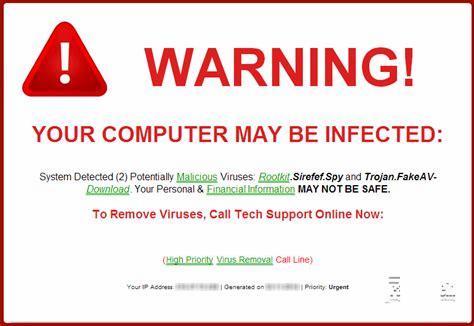 WARNING!
YOUR COMPUTER MAY BE INFECTED:
System Detected (2) Potentially Malicious Viruses: Rootkit.Sirefef.Spy and Trojan.FakeAV-
Download. Your Personal & Financial Information MAY NOT BE SAFE.
To Remove Viruses, Call Tech Support Online Now:
(High Priority Virus Removal Call Line)
Your IP Address: | Generated on | Priority: Urgent